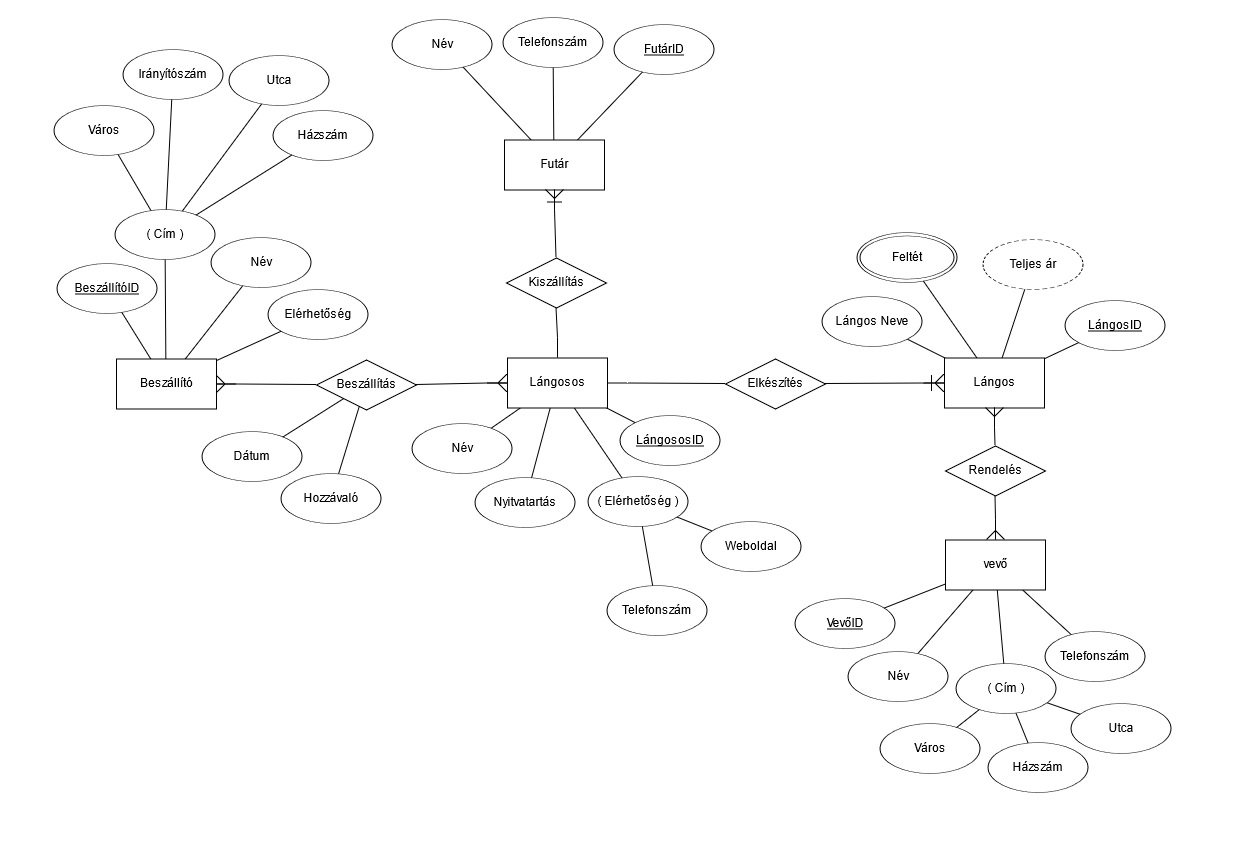 Név
Telefonszám
FutárID
Irányítószám
Utca
Város
Házszám
Futár
( Cím )
Név
BeszállítóID
Elérhetőség
Kiszállítás
Feltét
Teljes ár
Lángos Neve
LángosID
Beszállító
Beszállítás
Lángosos
Elkészítés
Lángos
Dátum
Hozzávaló
Név
LángososID
Nyitvatartás
( Elérhetőség )
Weboldal
Telefonszám
Rendelés
vevő
VevőID
Név
( Cím )
Telefonszám
Város
Házszám
Utca